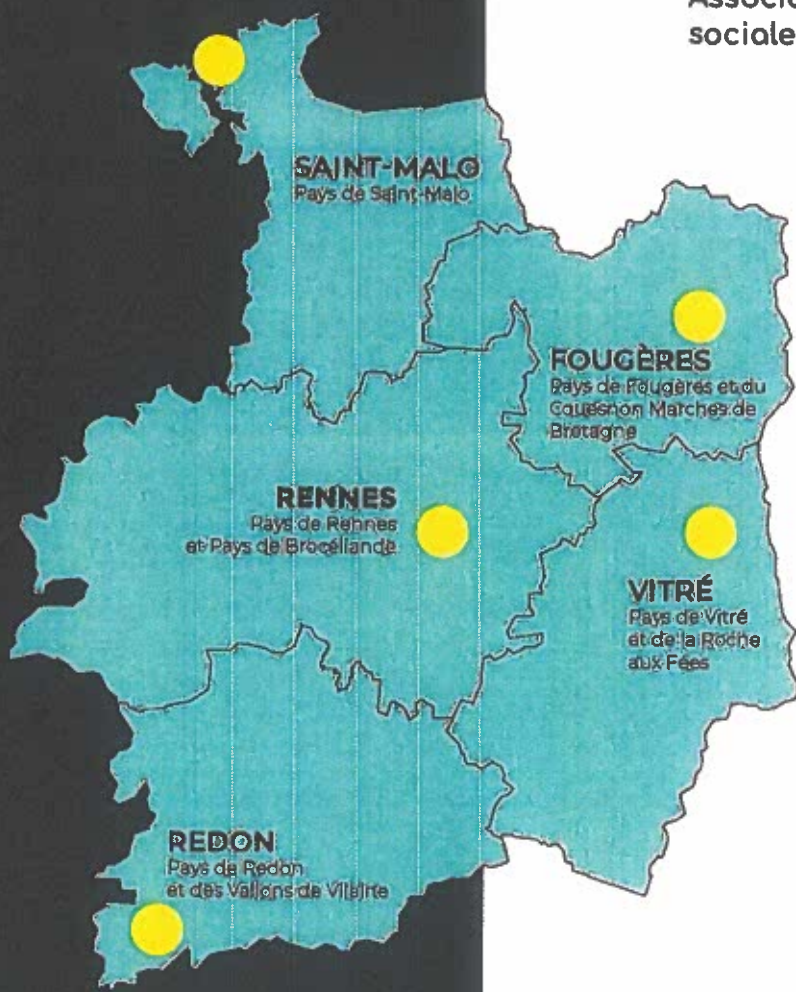 sociale
SAINT-MALO
Pays de Saint-Malo
FOUGÈRES
Pays de Fougères et du
Couesnon Marches de
Bretagne
RENNES
Pays de Rennes
et Pays de Brocéliande
VITRÉ
Pays de Vitré
et de la Roche
aux Fées
REDON
Pays de Redon
et des Vallons de Vilaine